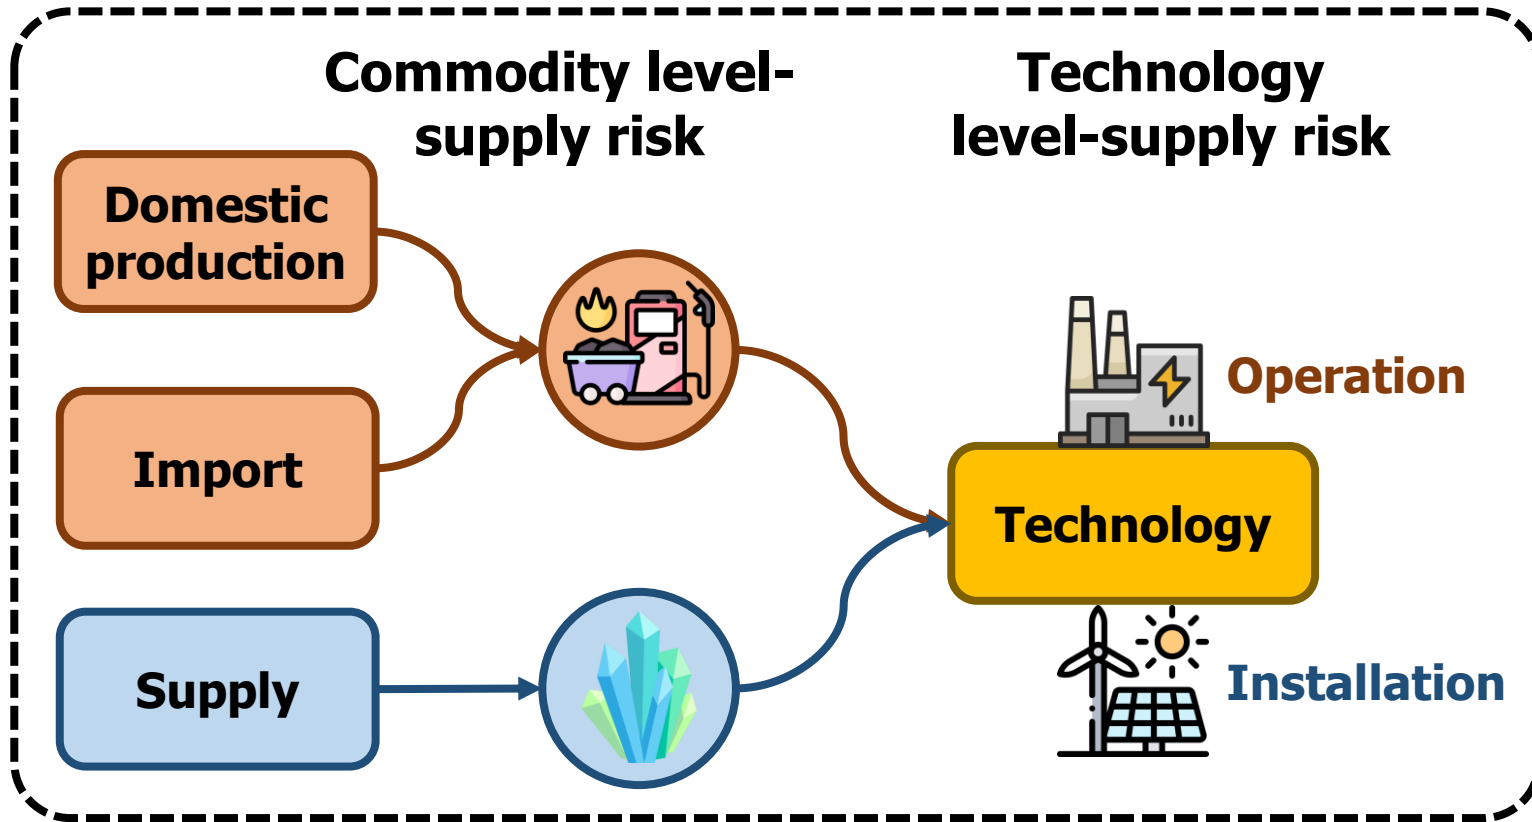 Commodity level-
supply risk
Technology
level-supply risk
Domestic
production
Import
Supply
Operation
Technology
Installation